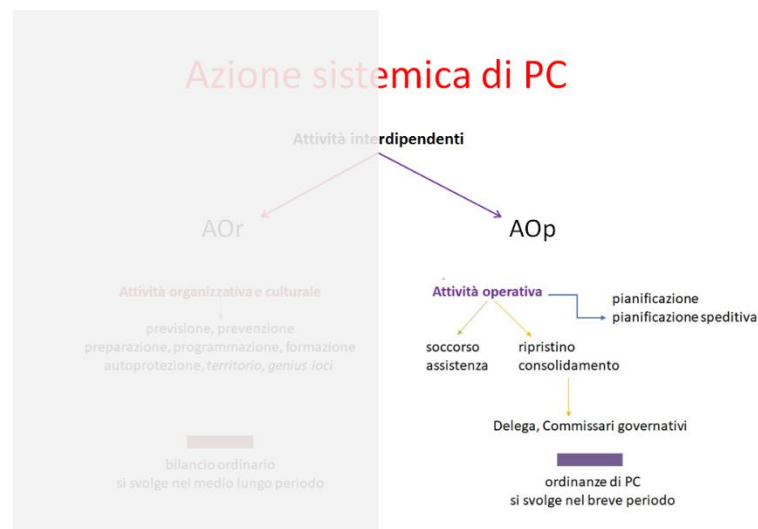 Azione sistemica di PC
Attività interdipendenti
AOr
AOp
Attività organizzativa e culturale
previsione, prevenzione
preparazione, programmazione, formazione
autoprotezione, territorio, genius loci
bilancio ordinario
si svolge nel medio lungo periodo
Attività operativa
pianificazione
pianificazione speditiva
soccorso
assistenza
ripristino
consolidamento
Delega, Commissari governativi
ordinanze di PC
si svolge nel breve periodo